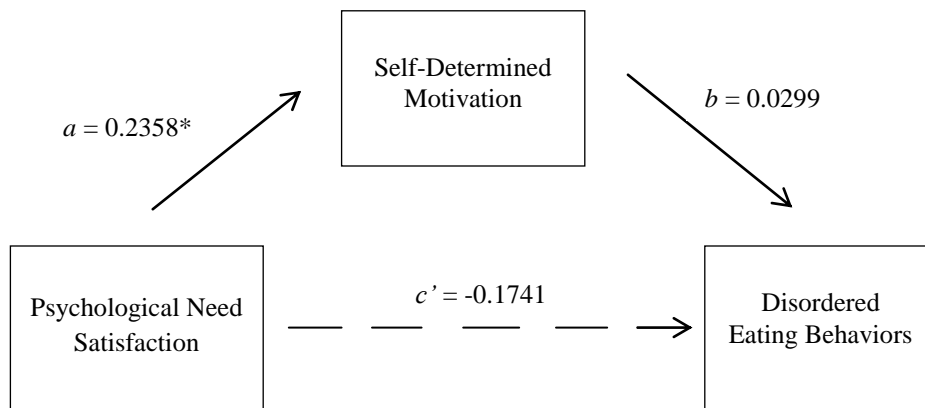 Self-Determined
Motivation
a = 0.2358*
b = 0.0299
Psychological Need
Satisfaction
c’ = -0.1741
Disordered
Eating Behaviors